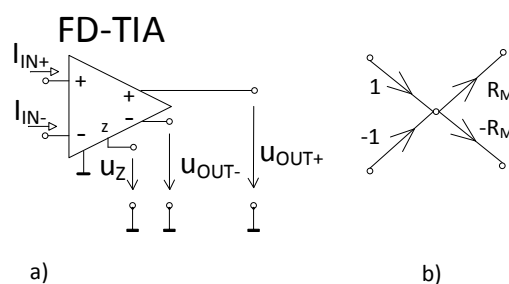 FD-TIA
I_IN+
+
I_IN-
-
+
-
z
u_Z
u_OUT-
u_OUT+
1
-1
R_M
-R_M
a)
b)